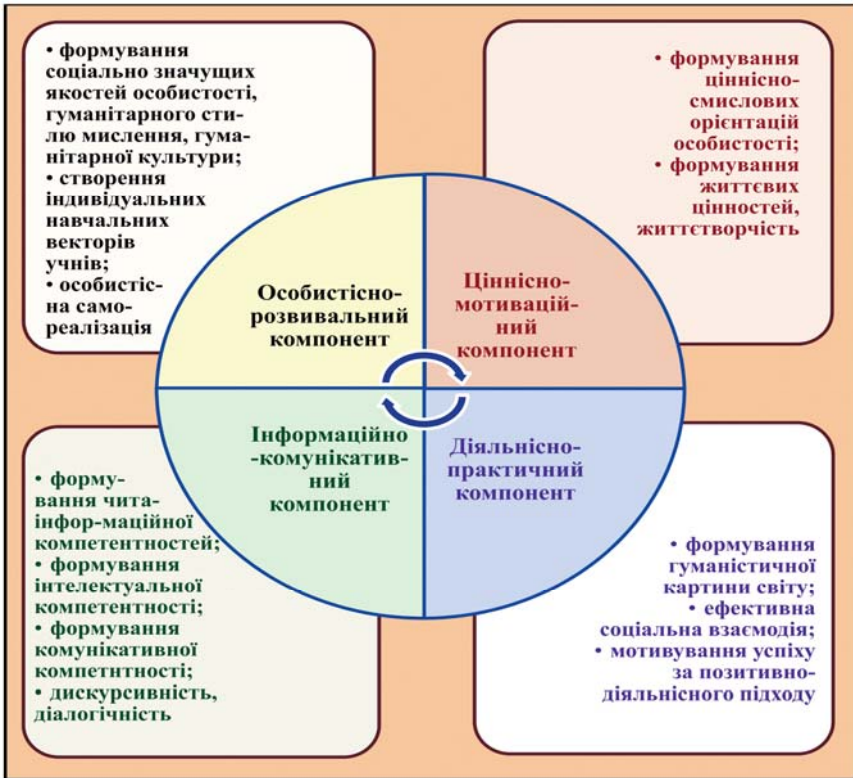 • формування
соціально значущих
якостей особистості,
гуманітарного сти-
лю мислення, гума-
нітарної культури;
• створення
індивідуальних
навчальних
векторів
учнів;
• особистіс-
на само-
реалізація
• формування
ціннісно-
смислових
орієнтацій
особистості;
• формування
життєвих
цінностей,
життєтворчість
Особистісно-
розвивальний
компонент
Ціннісно-
мотивацій-
ний
компонент
Інформаційно
-комунікатив-
ний
компонент
Діяльнісно-
практичний
компонент
• форму-
вання чита-
інфор-маційної
компетентностей;
• формування
інтелектуальної
компетентності;
• формування
комунікативної
компетнтності;
• дискурсивність,
діалогічність
• формування
гуманістичної
картини світу;
• ефективна
соціальна взаємодія;
• мотивування успіху
за позитивно-
діяльнісного підходу